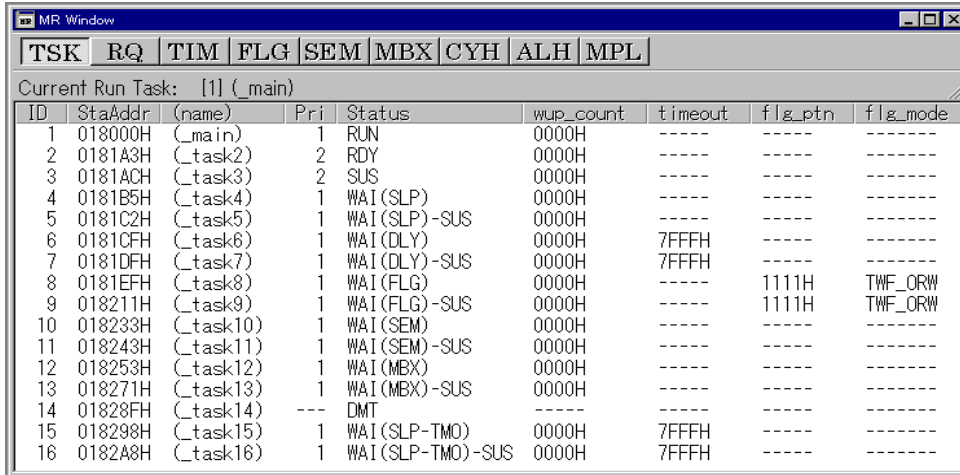 MR MR Window
TSK RQ TIM FLG SEM MBX CYH ALH MPL
Current Run Task: [1] (_main)
ID StaAddr (name) Pri Status wup_count timeout flg_ptn flg_mode
1 018000H (_main) 1 RUN 0000H ----- ----- -------
2 0181A3H (_task2) 2 RDY 0000H ----- ----- -------
3 0181ACH (_task3) 2 SUS 0000H ----- ----- -------
4 0181B5H (_task4) 1 WAI(SLP) 0000H ----- ----- -------
5 0181C2H (_task5) 1 WAI(SLP)-SUS 0000H ----- ----- -------
6 0181CFH (_task6) 1 WAI(DLY) 0000H 7FFFH ----- -------
7 0181DFH (_task7) 1 WAI(DLY)-SUS 0000H 7FFFH ----- -------
8 0181EFH (_task8) 1 WAI(FLG) 0000H ----- 1111H TWF_ORW
9 018211H (_task9) 1 WAI(FLG)-SUS 0000H ----- 1111H TWF_ORW
10 018233H (_task10) 1 WAI(SEM) 0000H ----- ----- -------
11 018243H (_task11) 1 WAI(SEM)-SUS 0000H ----- ----- -------
12 018253H (_task12) 1 WAI(MBX) 0000H ----- ----- -------
13 018271H (_task13) 1 WAI(MBX)-SUS 0000H ----- ----- -------
14 01828FH (_task14) --- DMT ----- ----- ----- -------
15 018298H (_task15) 1 WAI(SLP-TMO) 0000H 7FFFH ----- -------
16 0182A8H (_task16) 1 WAI(SLP-TMO)-SUS 0000H 7FFFH ----- -------